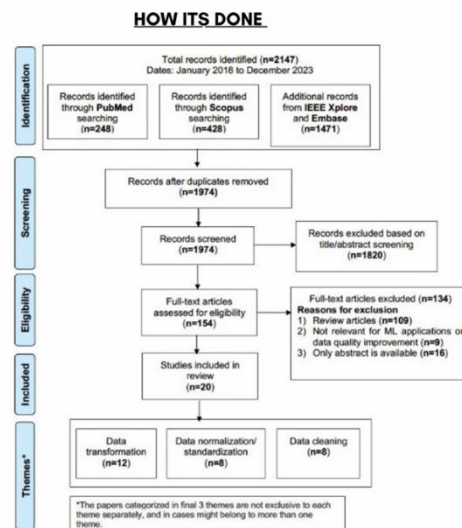 HOW ITS DONE
Identification
Total records identified (n=2147)
Dates: January 2018 to December 2023
Records identified
through PubMed
searching
(n=248)
Records identified
through Scopus
searching
(n=428)
Additional records
from IEEE Xplore
and Embase
(n=1471)
Screening
Records after duplicates removed
(n=1974)
Records screened
(n=1974)
Records excluded based on
title/abstract screening
(n=1820)
Eligibility
Full-text articles
assessed for eligibility
(n=154)
Full-text articles excluded (n=134)
Reasons for exclusion
1) Review articles (n=109)
2) Not relevant for ML applications or
data quality improvement (n=9)
3) Only abstract is available (n=16)
Included
Studies included in
review
(n=20)
Themes*
Data
transformation
(n=12)
Data normalization/
standardization
(n=8)
Data cleaning
(n=8)
*The papers categorized in final 3 themes are not exclusive to each
theme separately, and in cases might belong to more than one
theme.